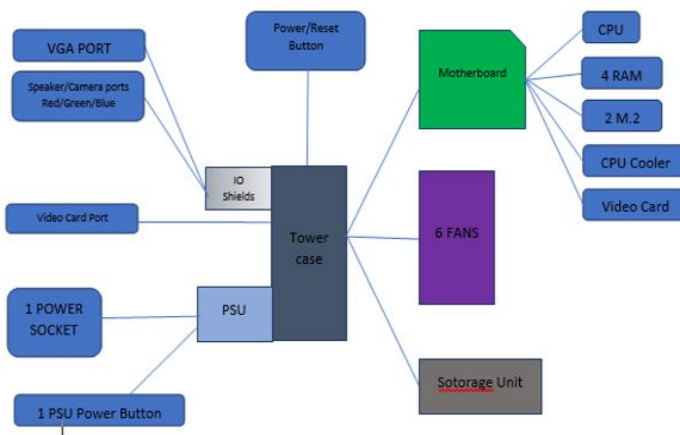 VGA PORT
Speaker/Camera ports
Red/Green/Blue
Power/Reset
Button
Motherboard
CPU
4 RAM
2 M.2
CPU Cooler
Video Card
IO
Shields
Video Card Port
Tower
case
6 FANS
1 POWER
SOCKET
PSU
Sotorage Unit
1 PSU Power Button